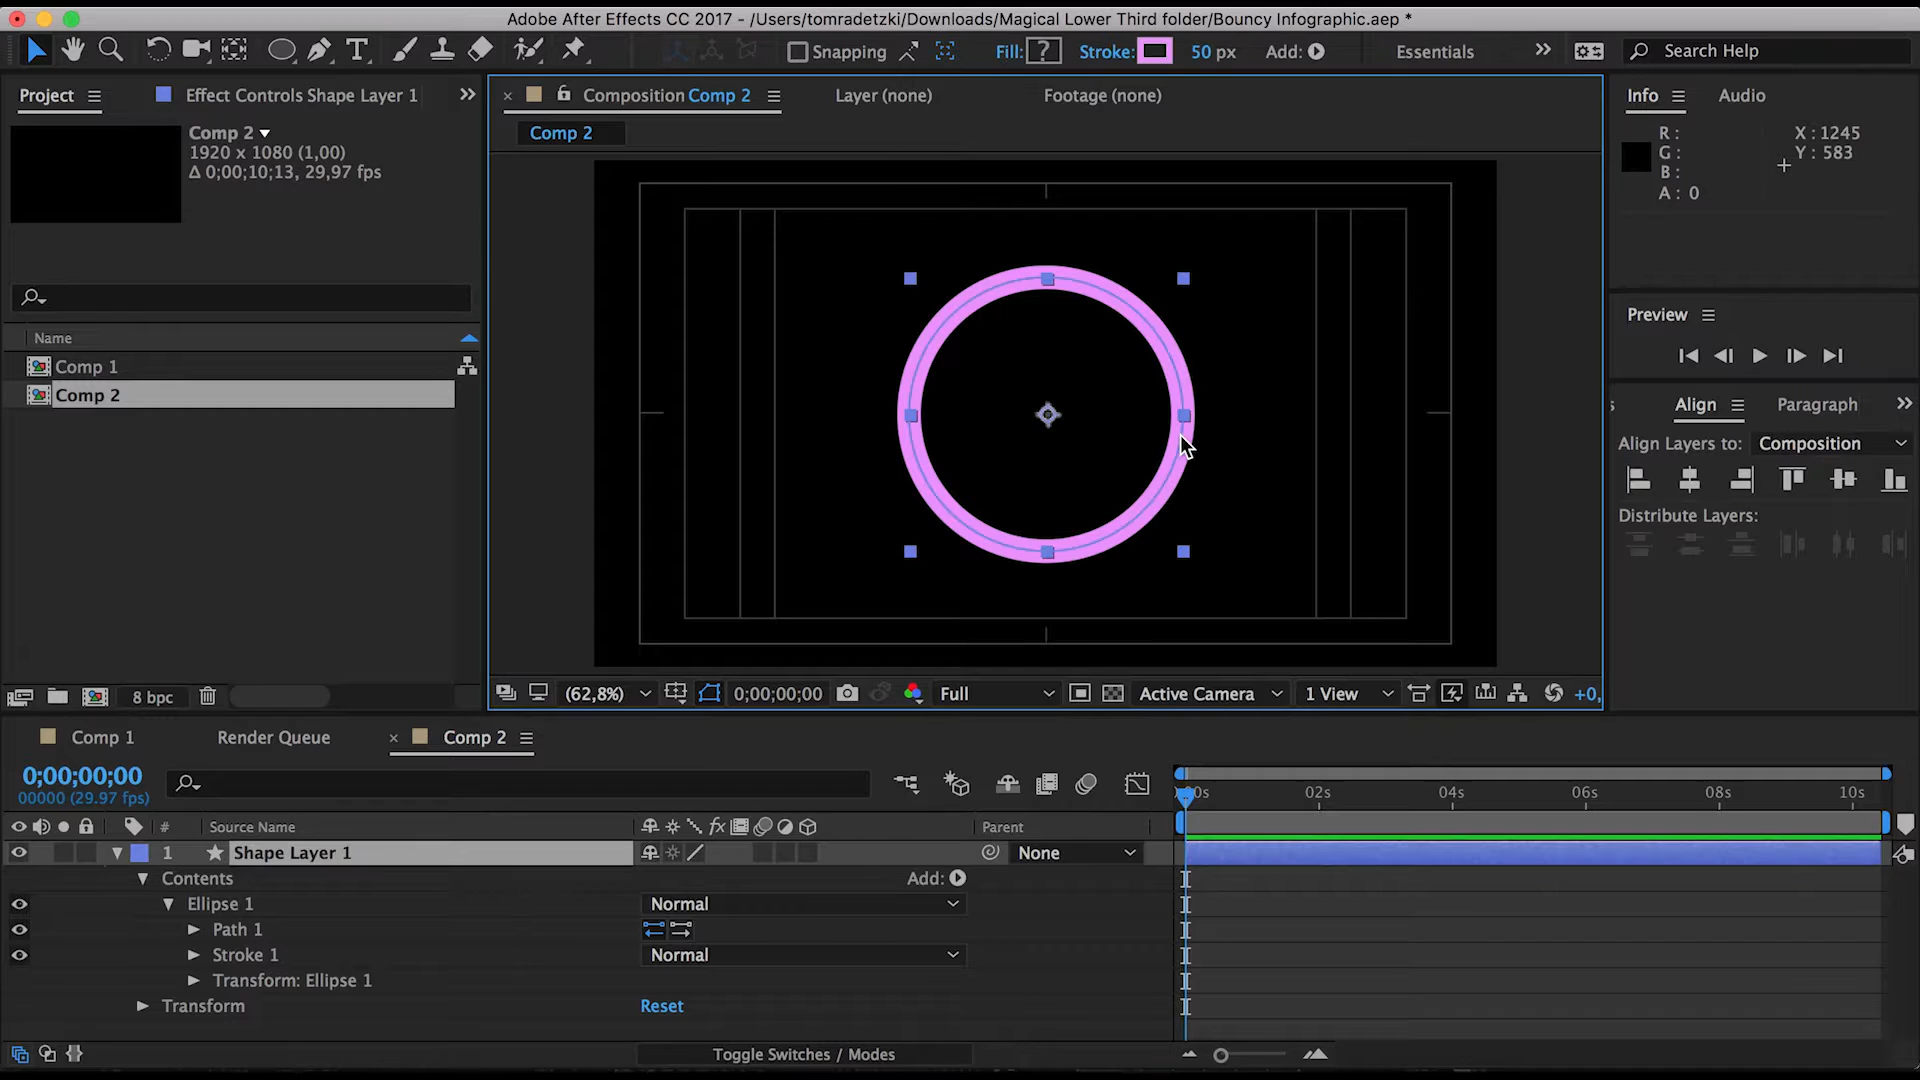 Adobe After Effects CC 2017 - /Users/tomradetzki/Downloads/Magical Lower Third folder/Bouncy Infographic.aep *
Snapping
Fill: ?
Stroke:
50 px
Add:
Essentials
Search Help
Project
Effect Controls Shape Layer 1
Composition Comp 2
Layer (none)
Footage (none)
Info
Audio
Comp 2
1920 x 1080 (1,00)
Δ 0;00;10;13, 29,97 fps
Comp 2
R :
G :
B :
A : 0
X : 1245
Y : 583
Preview
Name
Comp 1
Comp 2
Align
Paragraph
Align Layers to: Composition
Distribute Layers:
8 bpc
(62,8%)
0;00;00;00
Full
Active Camera
1 View
+0,
Comp 1
Render Queue
Comp 2
0;00;00;00
00000 (29.97 fps)
02s
04s
06s
08s
10s
#
Source Name
fx
Parent
1
Shape Layer 1
None
Contents
Add:
Ellipse 1
Normal
Path 1
Stroke 1
Normal
Transform: Ellipse 1
Transform
Reset
Toggle Switches / Modes